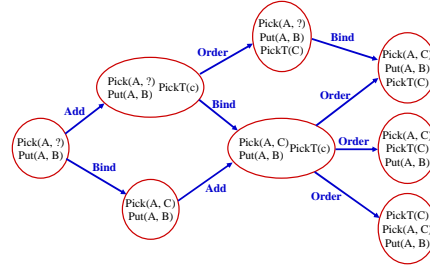 Pick(A, ?)
Put(A, B)
PickT(C)
Order
Bind
Pick(A, C)
Put(A, B)
PickT(C)
Pick(A, ?)
Put(A, B)
PickT(c)
Add
Bind
Order
Pick(A, ?)
Put(A, B)
Pick(A, C)
Put(A, B)
PickT(c)
Order
Pick(A, C)
PickT(C)
Put(A, B)
Bind
Add
Order
Pick(A, C)
Put(A, B)
PickT(C)
Pick(A, C)
Put(A, B)